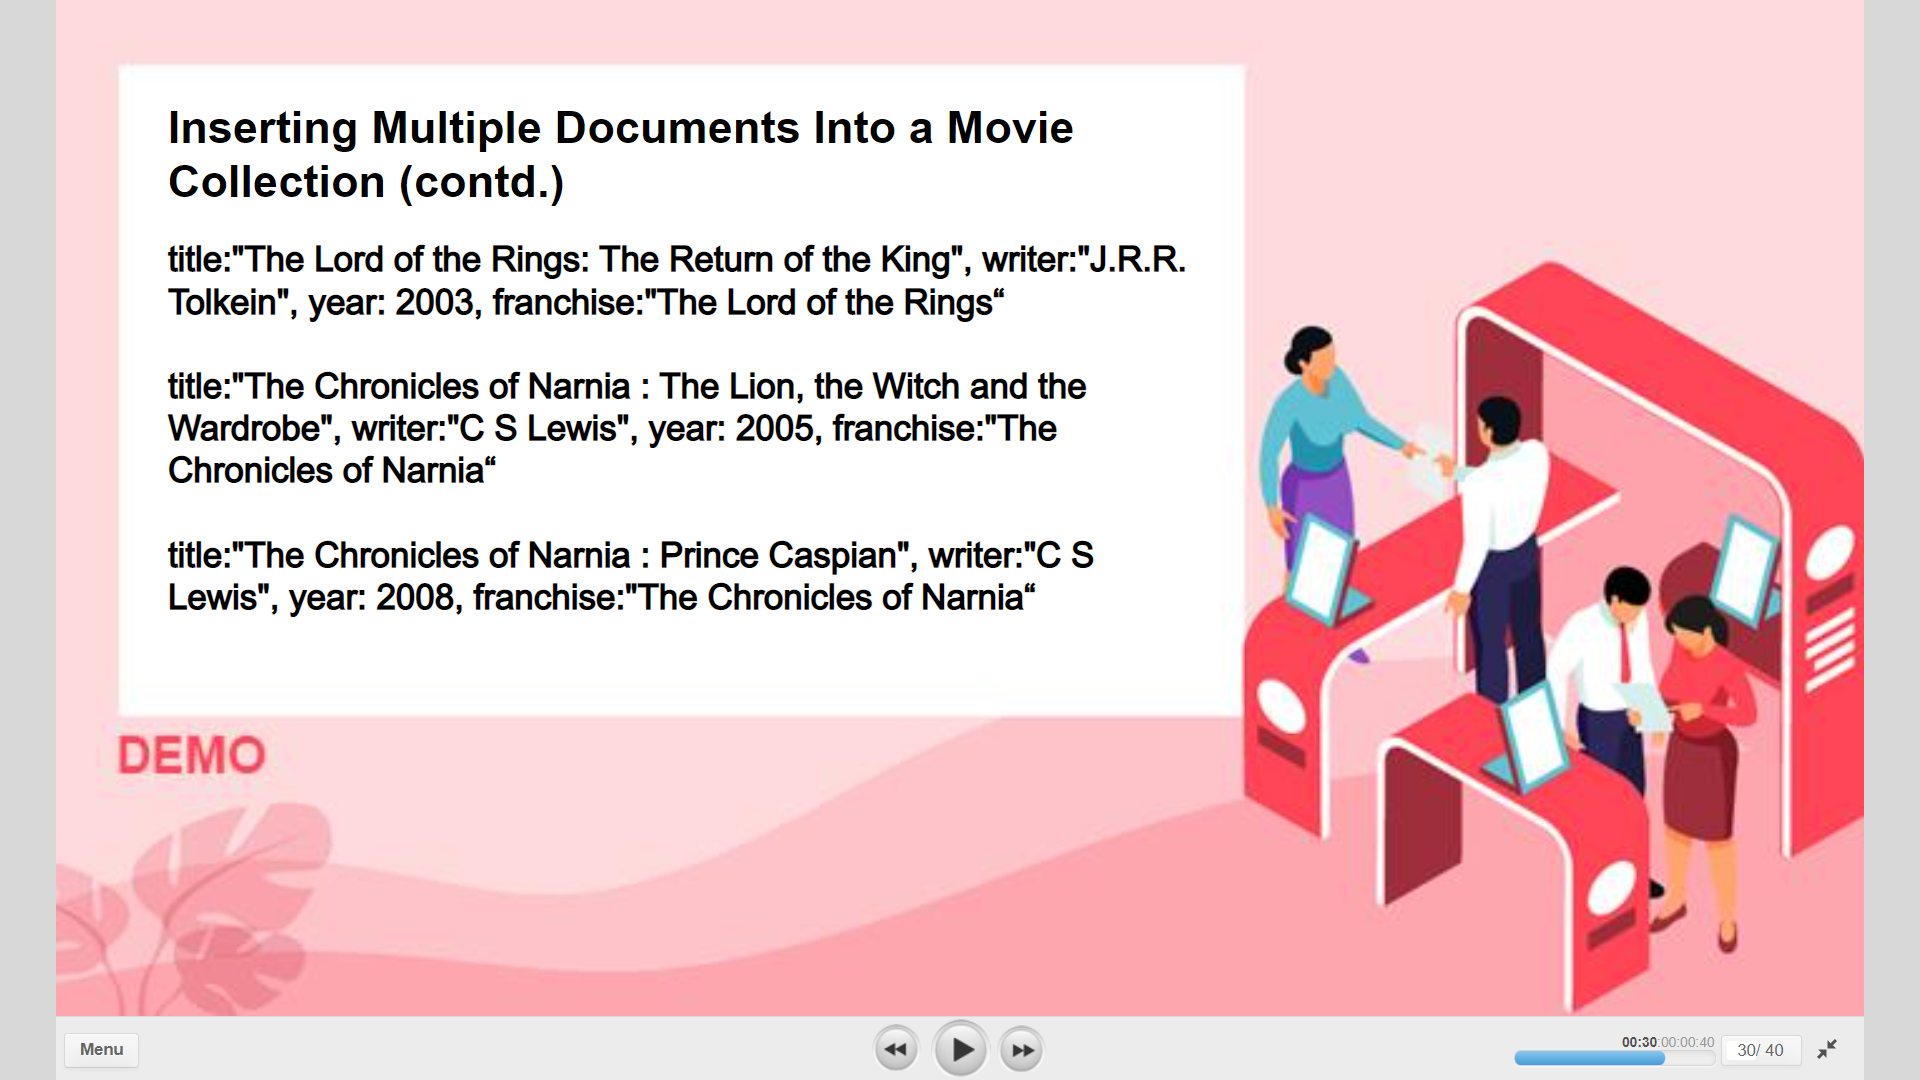 Inserting Multiple Documents Into a Movie
Collection (contd.)
title:"The Lord of the Rings: The Return of the King", writer:"J.R.R.
Tolkein", year: 2003, franchise:"The Lord of the Rings“
title:"The Chronicles of Narnia : The Lion, the Witch and the
Wardrobe", writer:"C S Lewis", year: 2005, franchise:"The
Chronicles of Narnia“
title:"The Chronicles of Narnia : Prince Caspian", writer:"C S
Lewis", year: 2008, franchise:"The Chronicles of Narnia“
DEMO
Menu
00:30:00:00:40
30/ 40